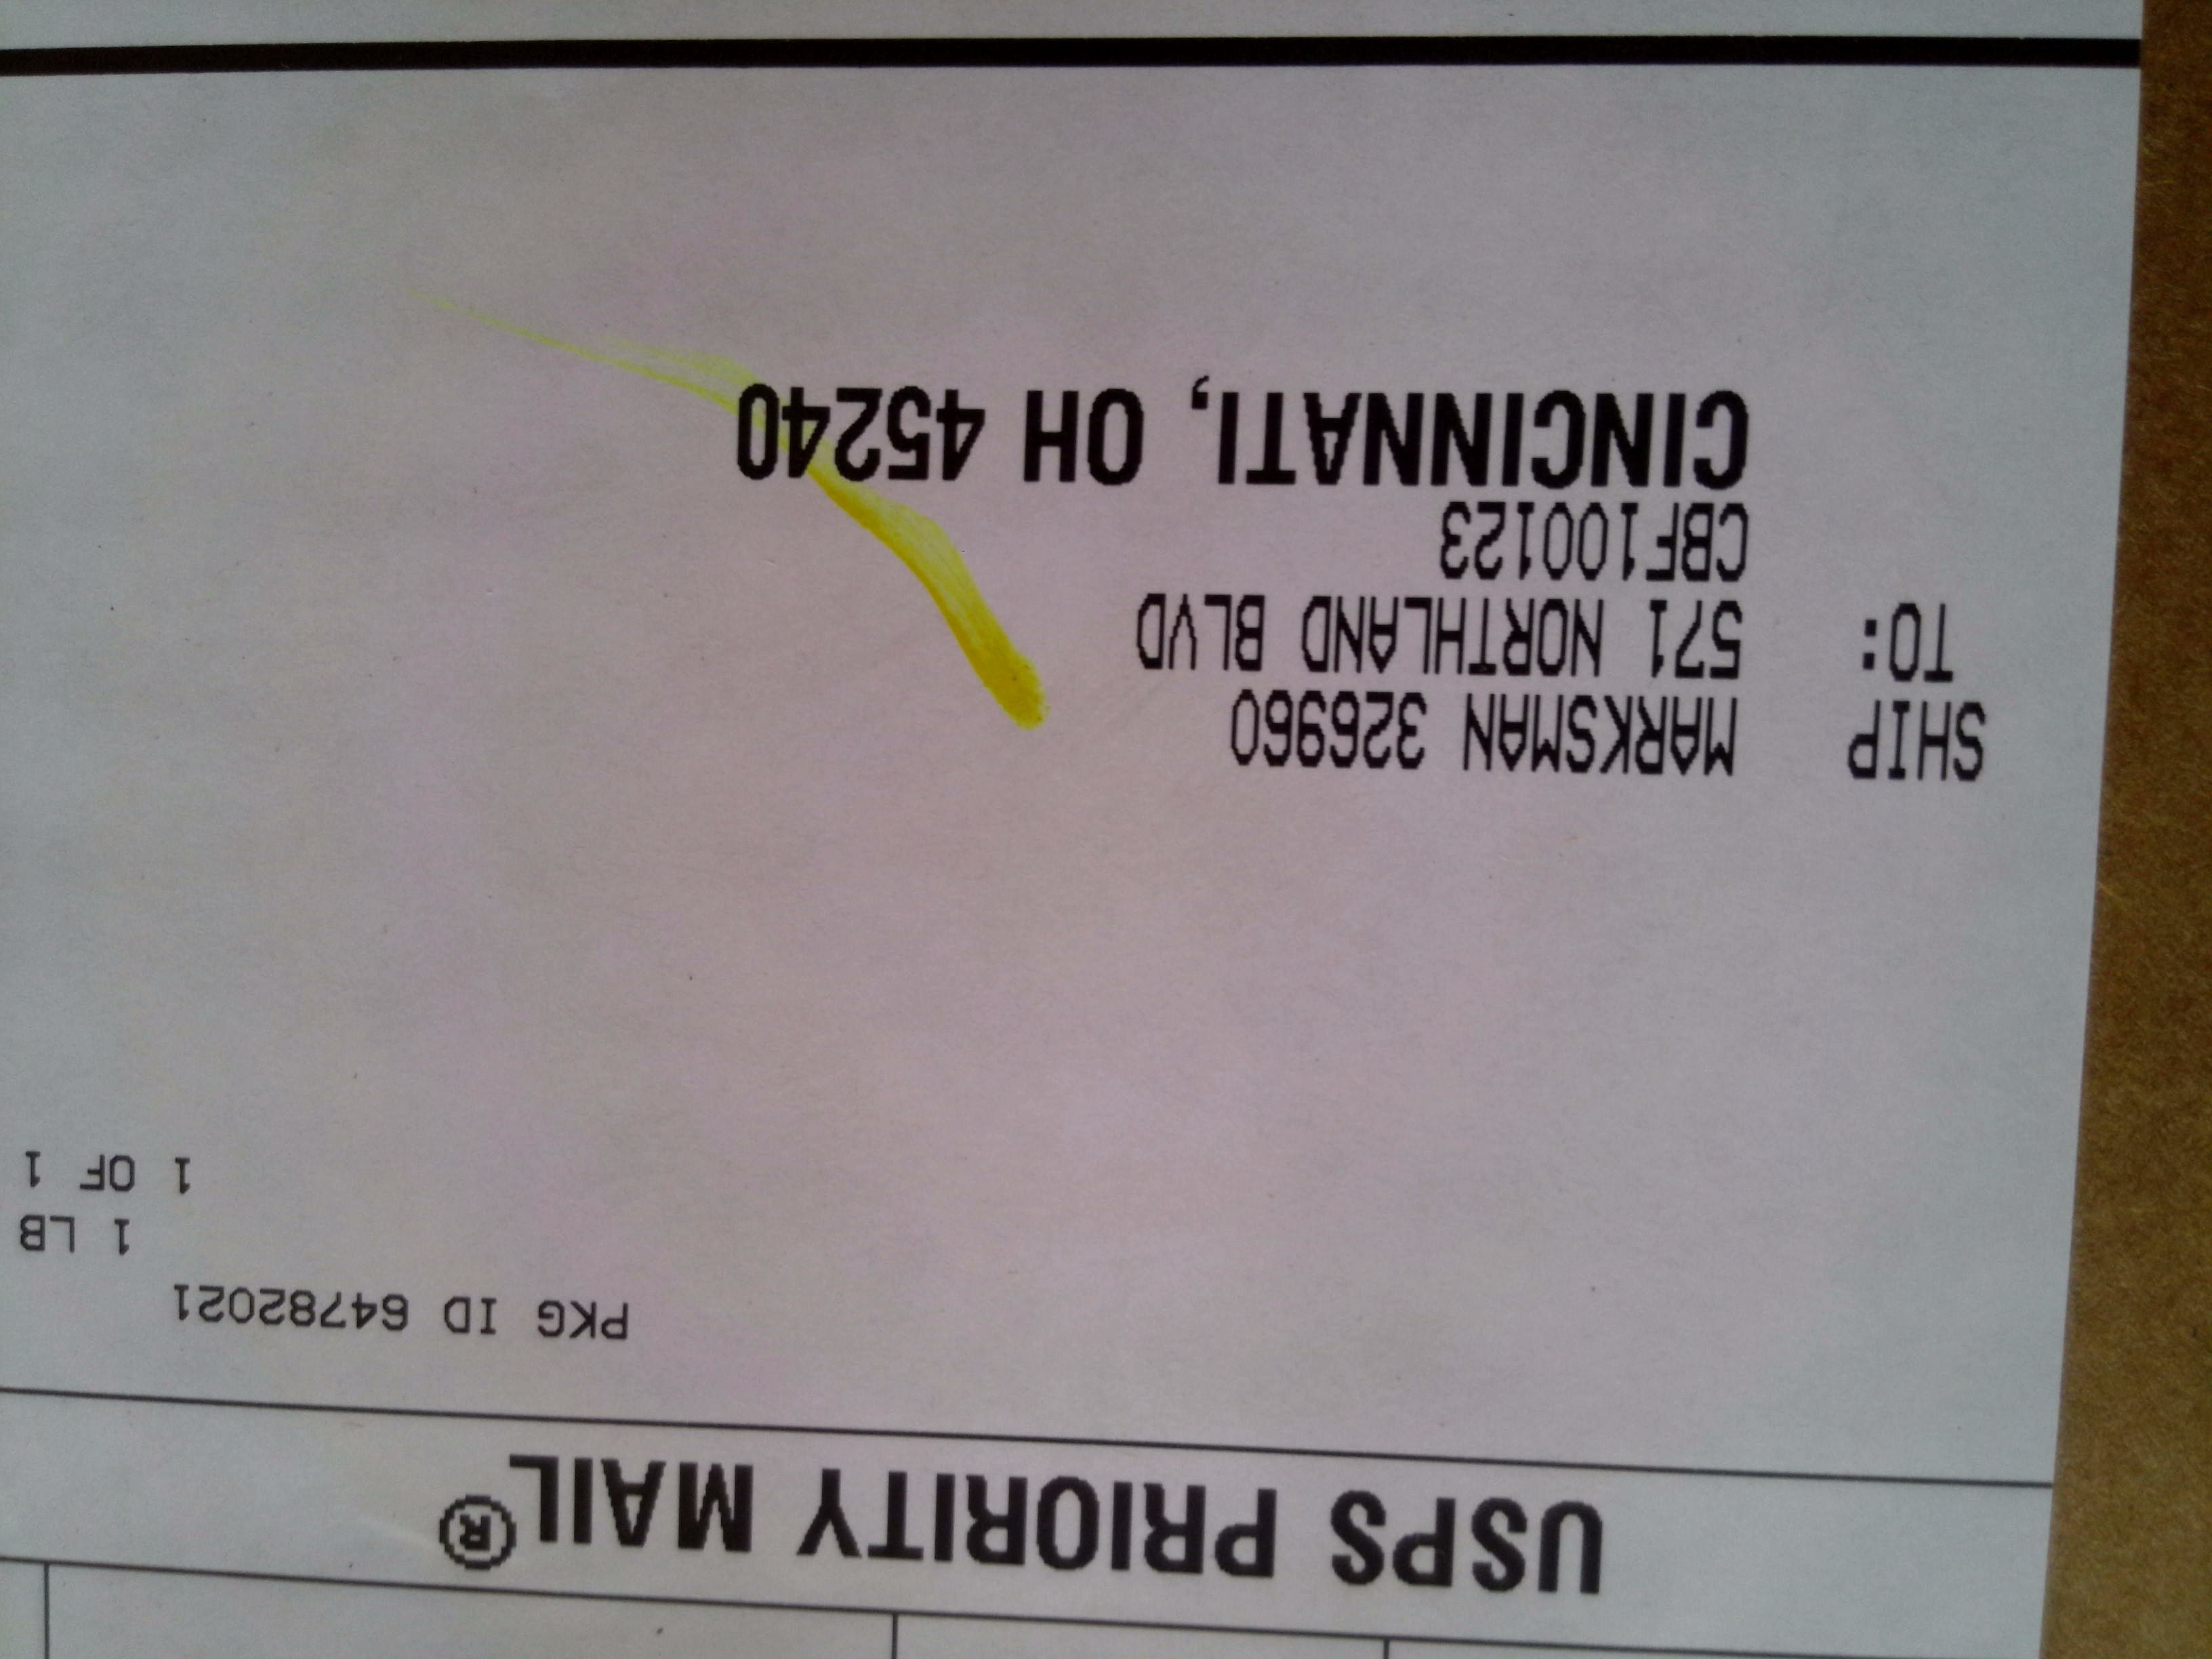 USPS PRIORITY MAIL®
PKG ID 64782021
1 LB
1 OF 1
SHIP MARKSMAN 326960
TO: 571 NORTHLAND BLVD
CBF100123
CINCINNATI, OH 45240